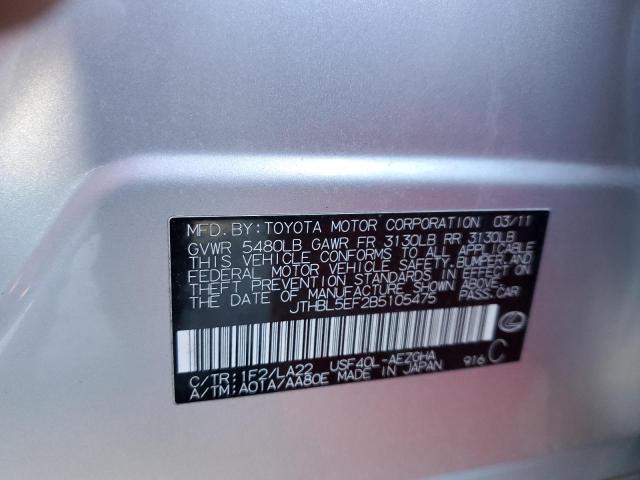 MFD. BY: TOYOTA MOTOR CORPORATION 03/11
GVWR 5480LB GAWR FR 3130LB RR 3130LB
THIS VEHICLE CONFORMS TO ALL APPLICABLE
FEDERAL MOTOR VEHICLE SAFETY, BUMPER, AND
THEFT PREVENTION STANDARDS IN EFFECT ON
THE DATE OF MANUFACTURE SHOWN ABOVE.
JTHBL5EF2B5105475 PASS. CAR
C/TR: 1F2/LA22 USF40L-AEZGHA
A/TM: A01A/AA80E MADE IN JAPAN 916 C